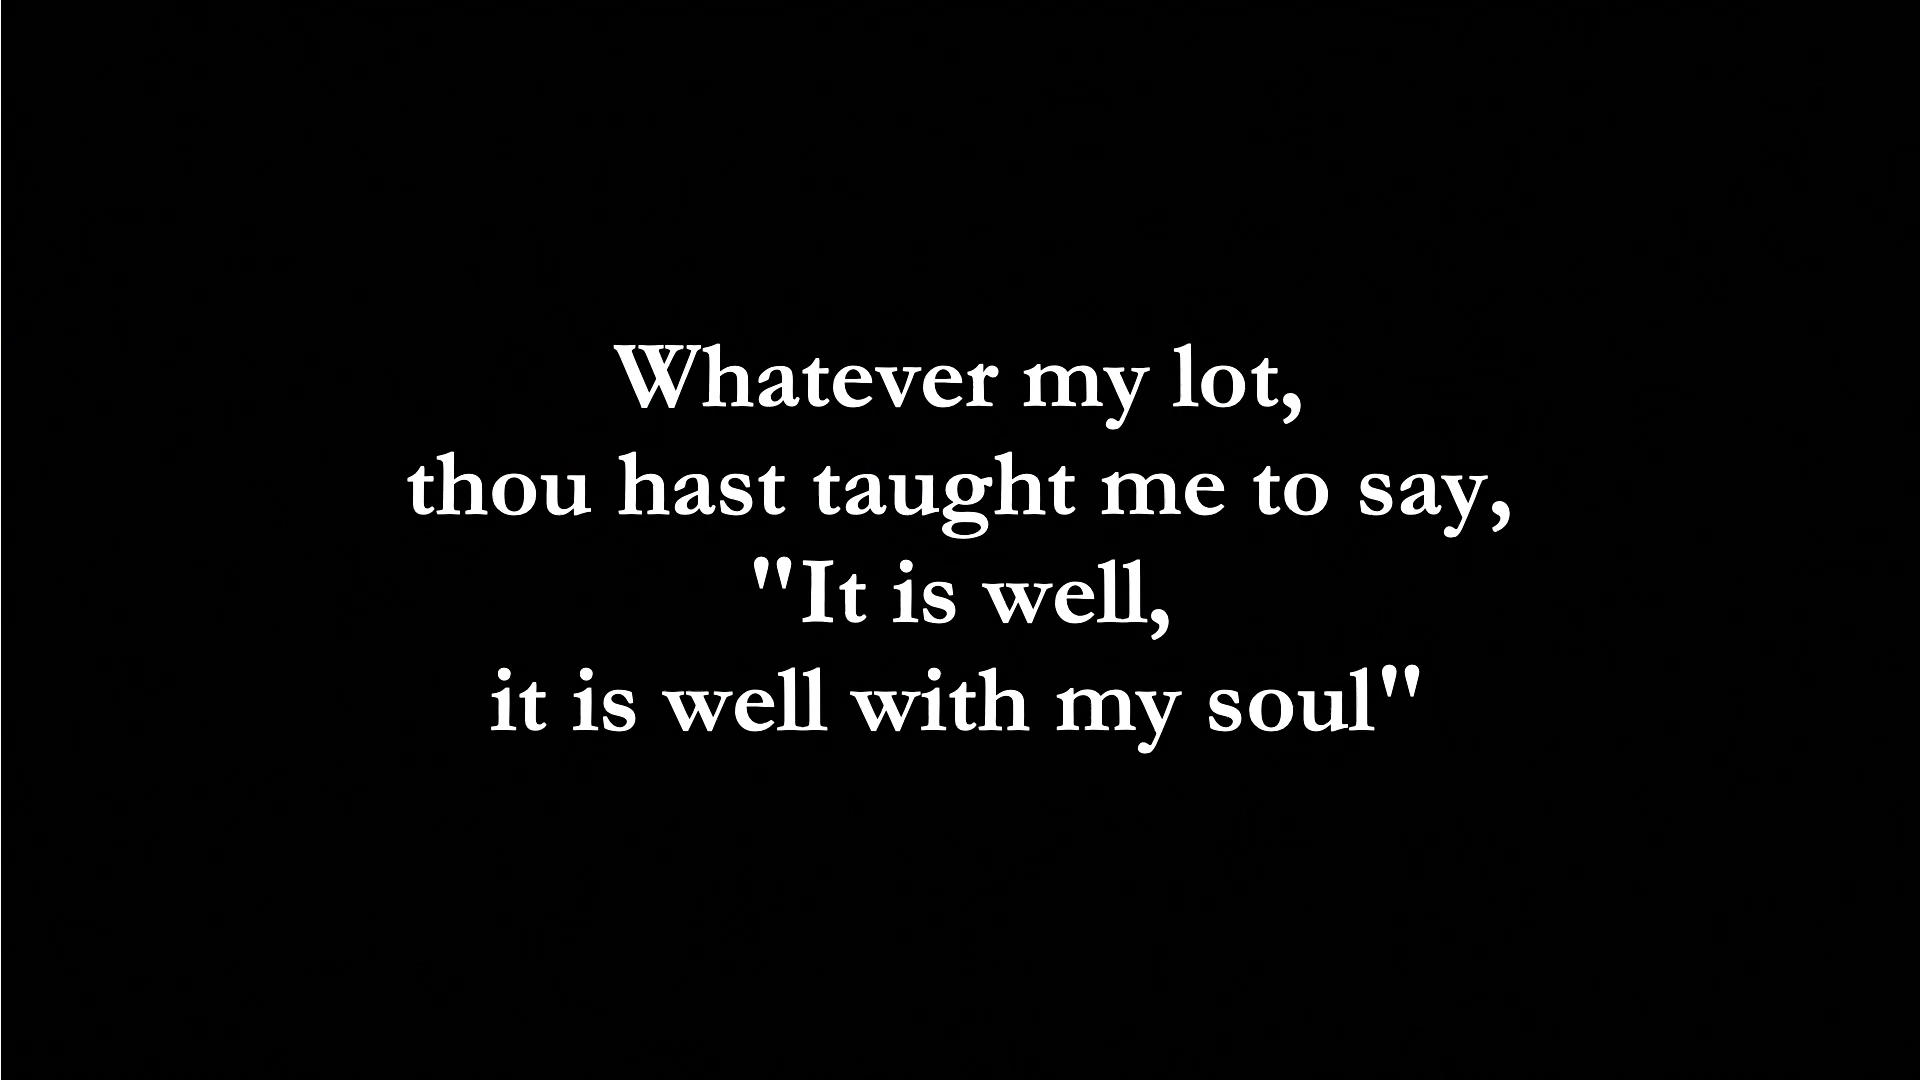 Whatever my lot,
thou hast taught me to say,
"It is well,
it is well with my soul"